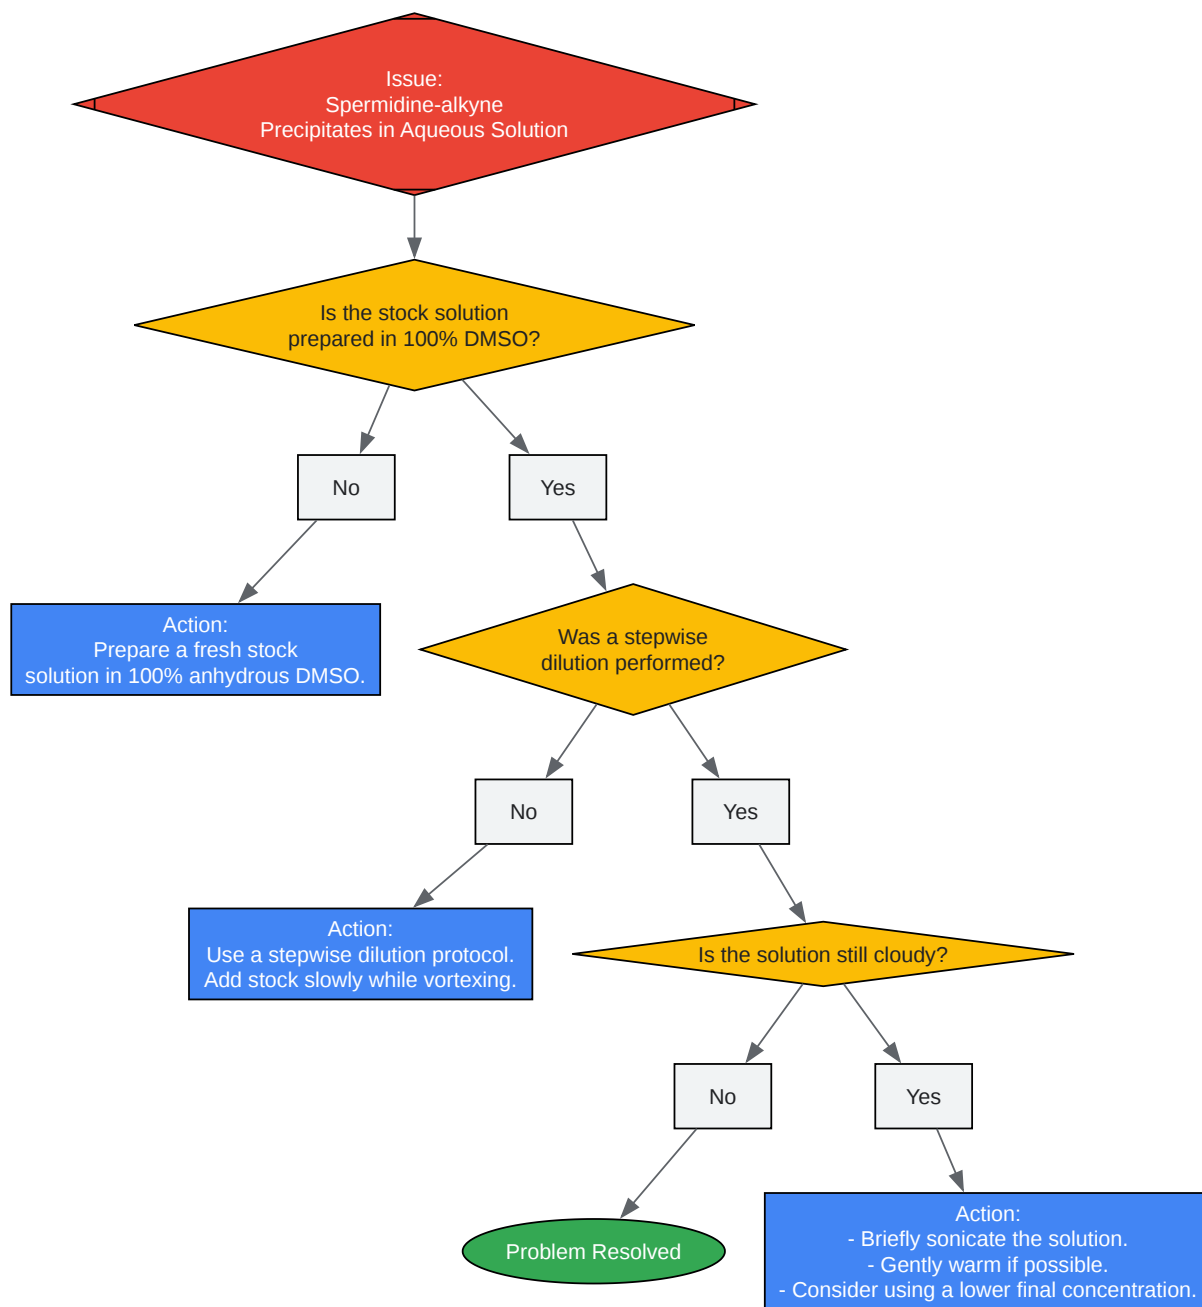 Issue:
Spermidine-alkyne
Precipitates in Aqueous Solution
Is the stock solution
prepared in 100% DMSO?
No
Yes
Action:
Prepare a fresh stock
solution in 100% anhydrous DMSO.
Was a stepwise
dilution performed?
No
Yes
Action:
Use a stepwise dilution protocol.
Add stock slowly while vortexing.
Is the solution still cloudy?
No
Yes
Problem Resolved
Action:
- Briefly sonicate the solution.
- Gently warm if possible.
- Consider using a lower final concentration.